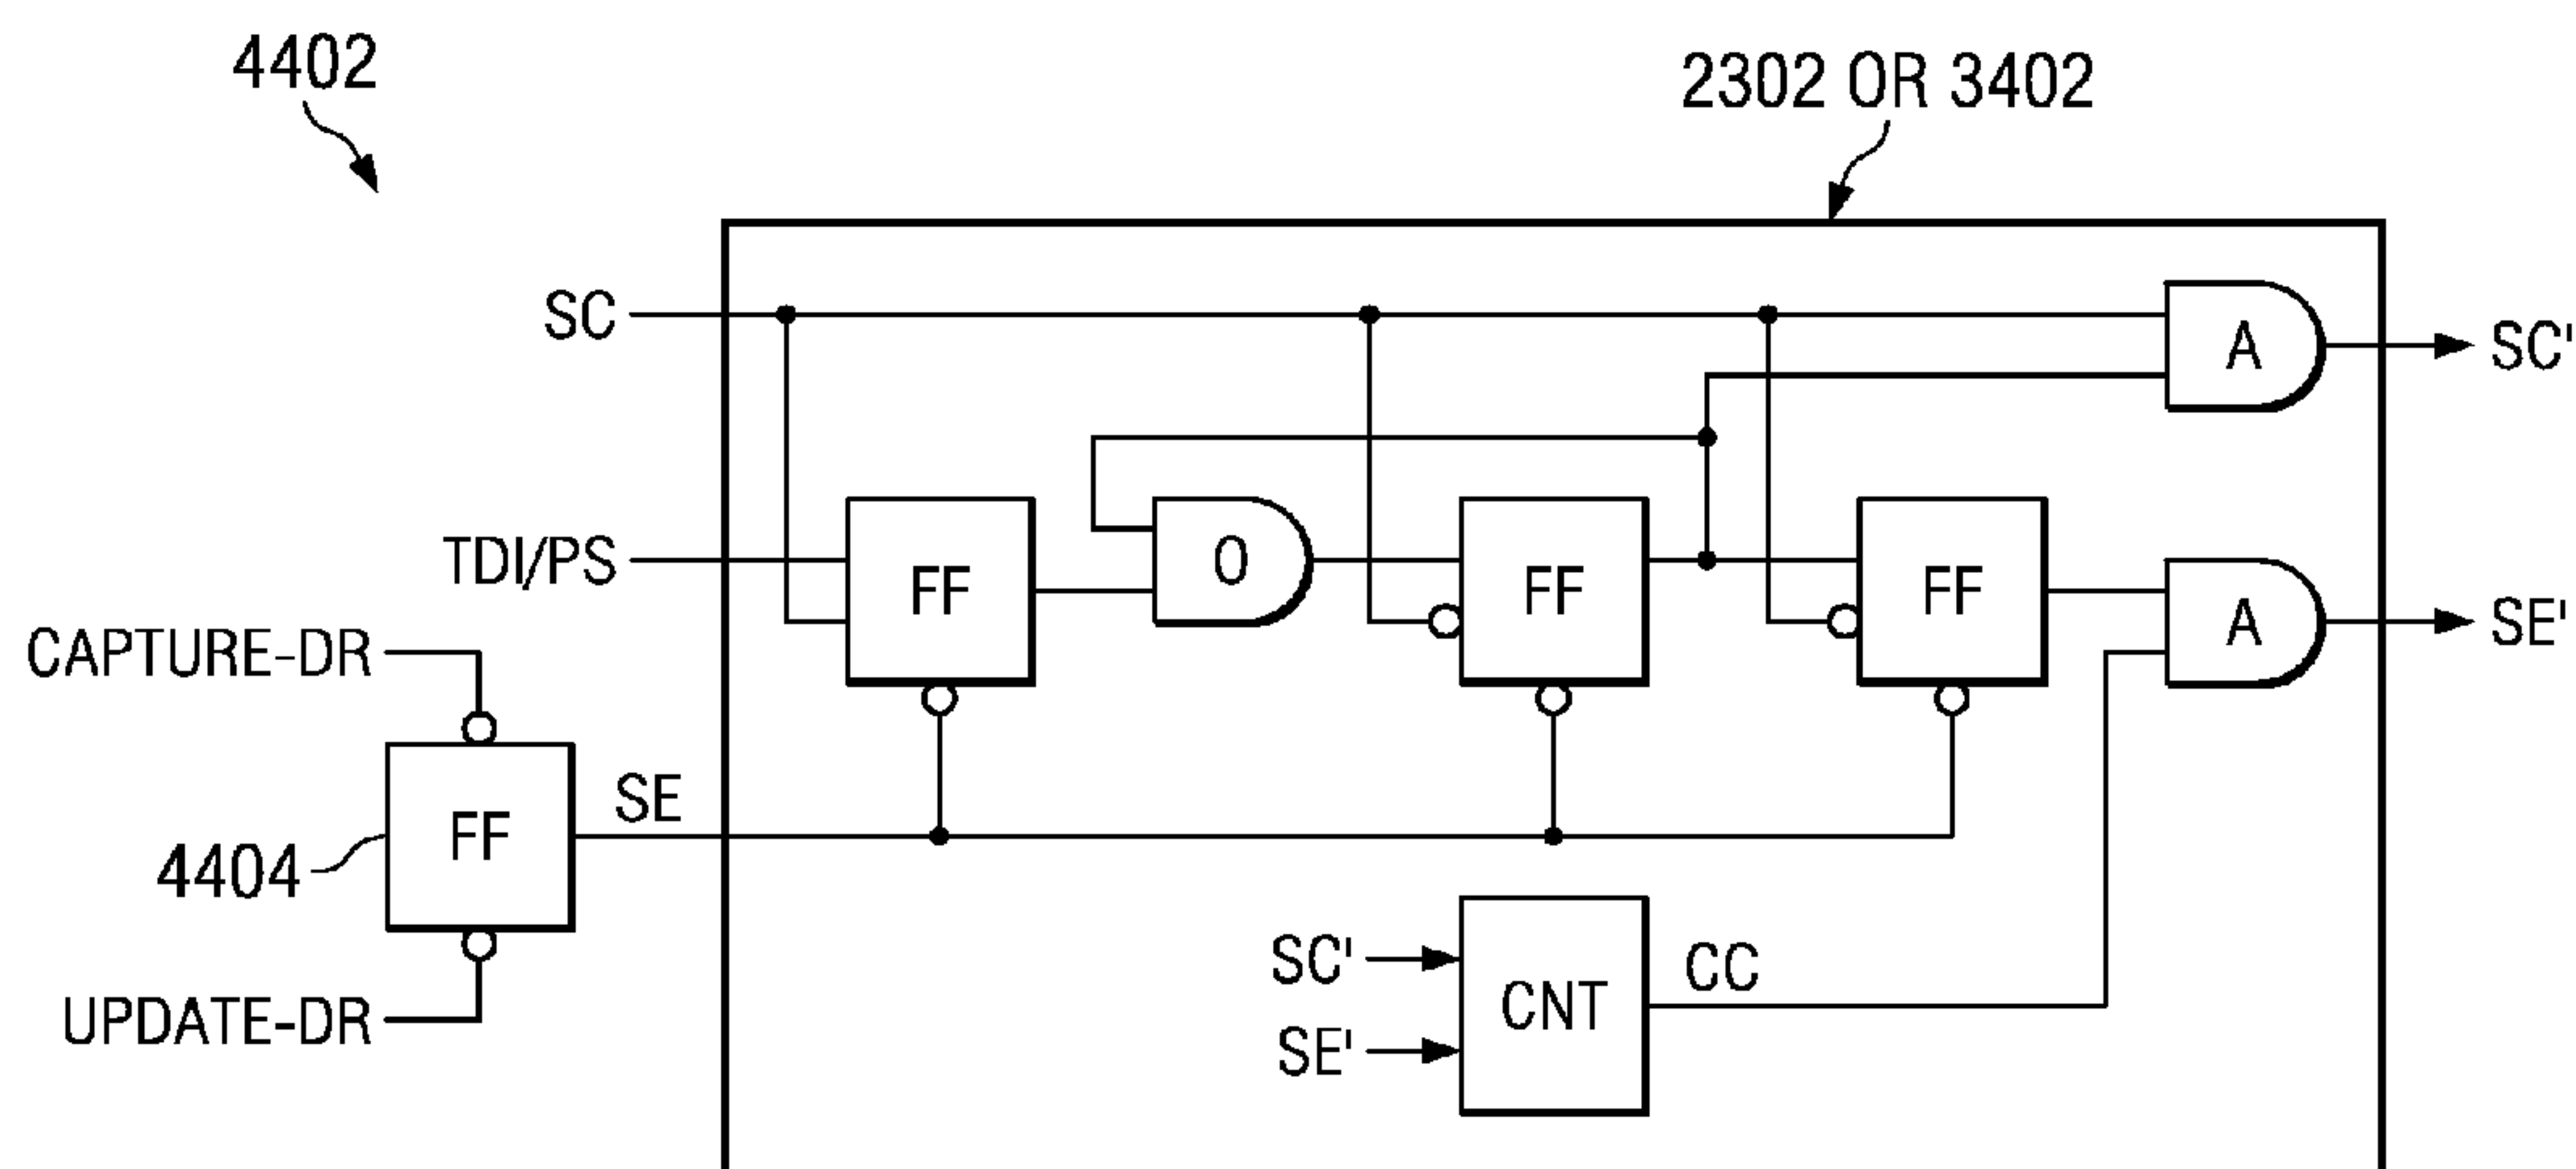 4402
2302 OR 3402
SC
A
SC'
TDI/PS
FF
O
FF
FF
A
SE'
CAPTURE-DR
FF
SE
4404
UPDATE-DR
SC'
SE'
CNT
CC